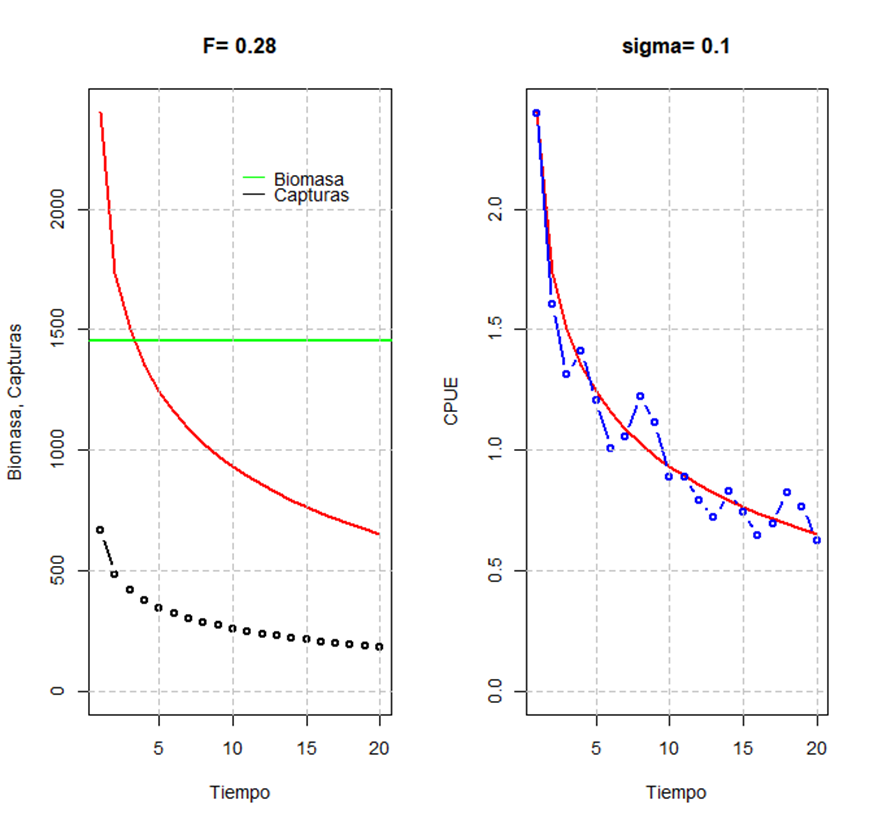 F= 0.28
Biomasa, Capturas
2000
1500
1000
500
0
Biomasa
Capturas
5 10 15 20
Tiempo
sigma= 0.1
CPUE
2.0
1.5
1.0
0.5
0.0
5 10 15 20
Tiempo